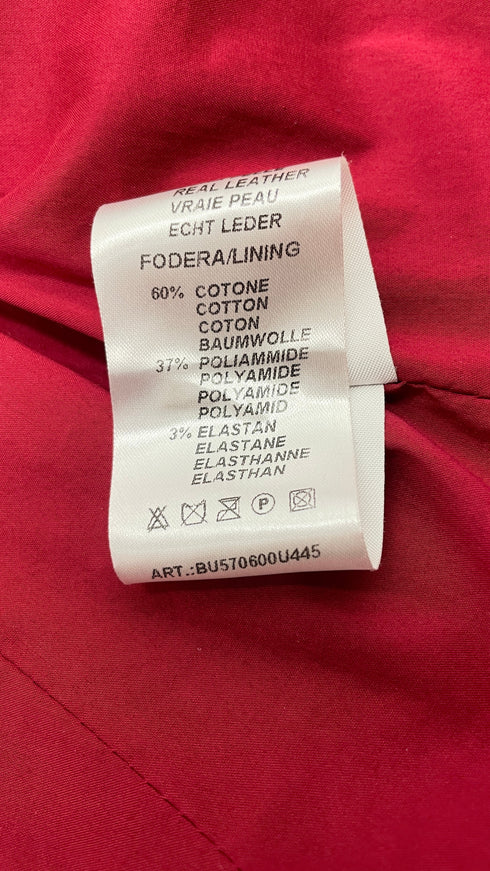 REAL LEATHER
VRAIE PEAU
ECHT LEDER
FODERA/LINING
60% COTONE
COTTON
COTON
BAUMWOLLE
37% POLIAMMIDE
POLYAMIDE
POLYAMIDE
POLYAMID
3% ELASTAN
ELASTANE
ELASTHANNE
ELASTHAN
P
ART.:BU570600U445